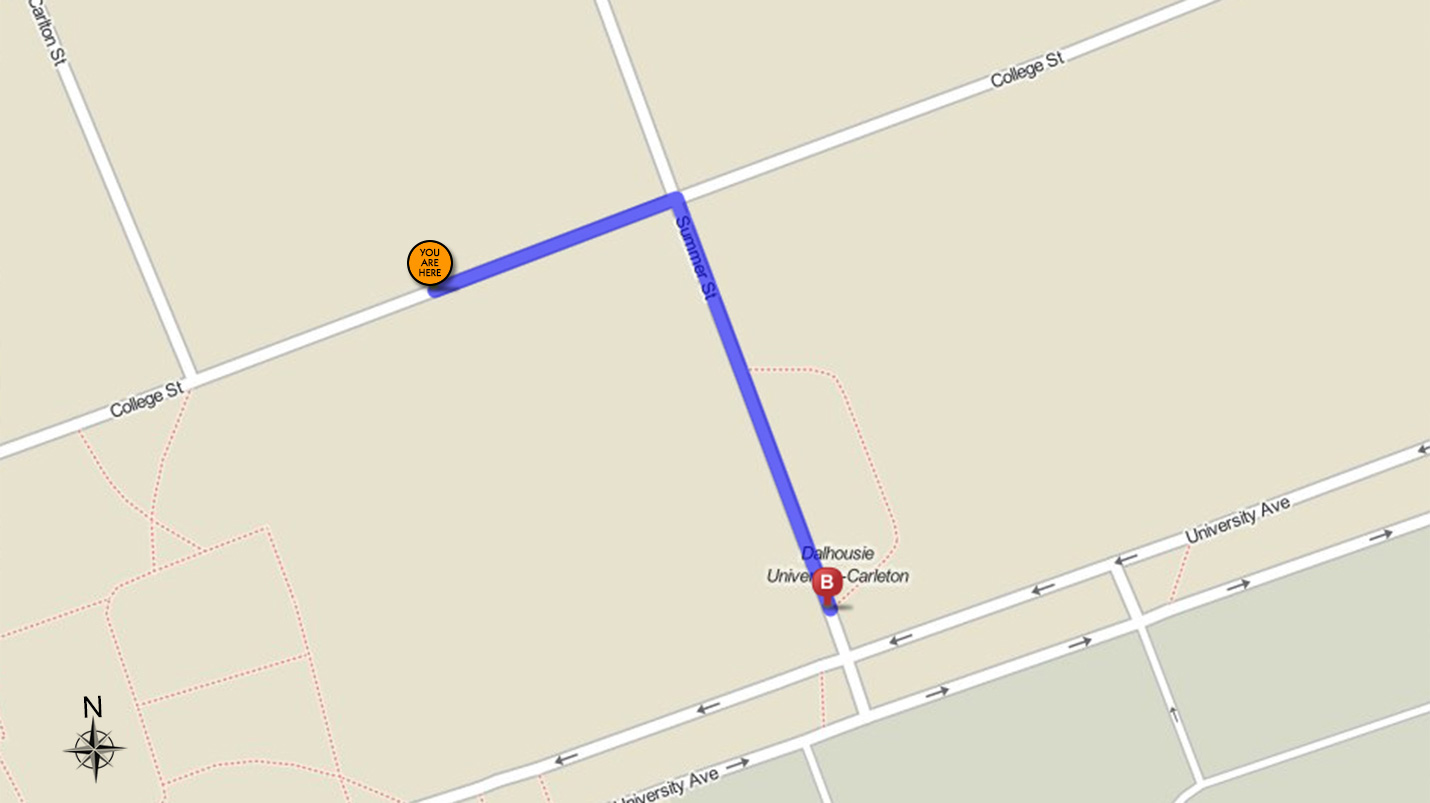 Carlton St
College St
YOU
ARE
HERE
Summer St
College St
University Ave
Dalhousie
Univer -Carleton
B
N
University Ave